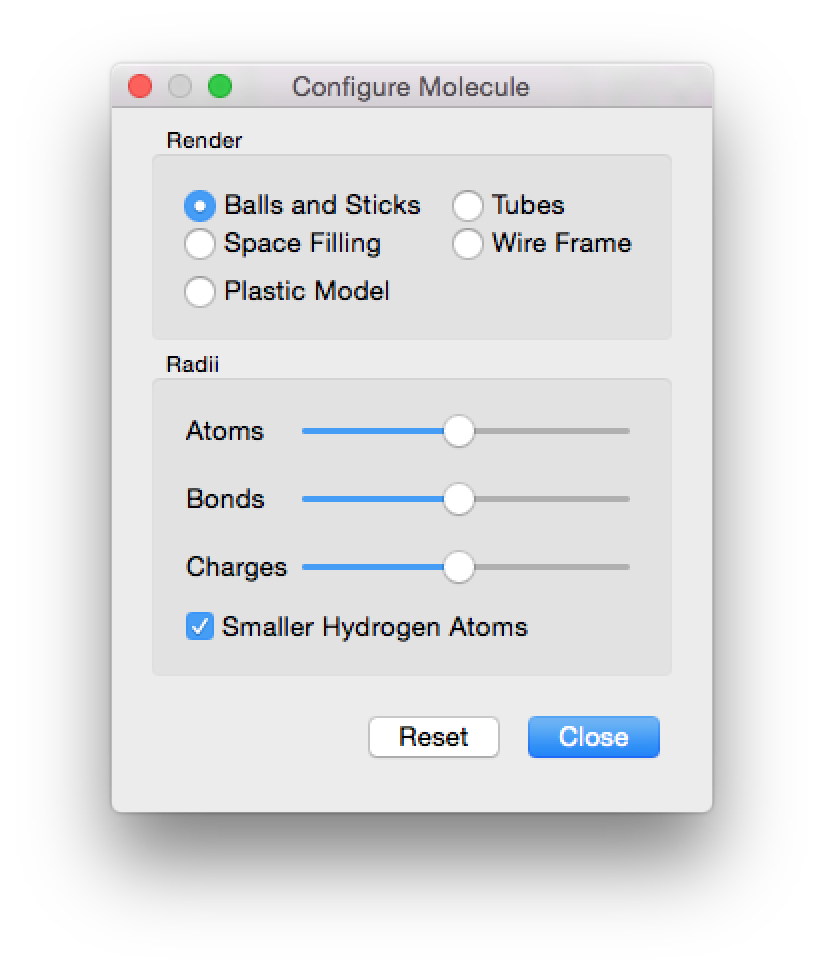 Configure Molecule
Render
Balls and Sticks Tubes
Space Filling Wire Frame
Plastic Model
Radii
Atoms
Bonds
Charges
Smaller Hydrogen Atoms
Reset Close